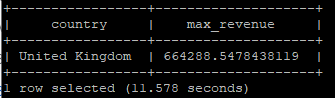 +-----------------+--------------------+
| country | max_revenue |
+-----------------+--------------------+
| United Kingdom | 664288.5478438119 |
+-----------------+--------------------+
1 row selected (11.578 seconds)